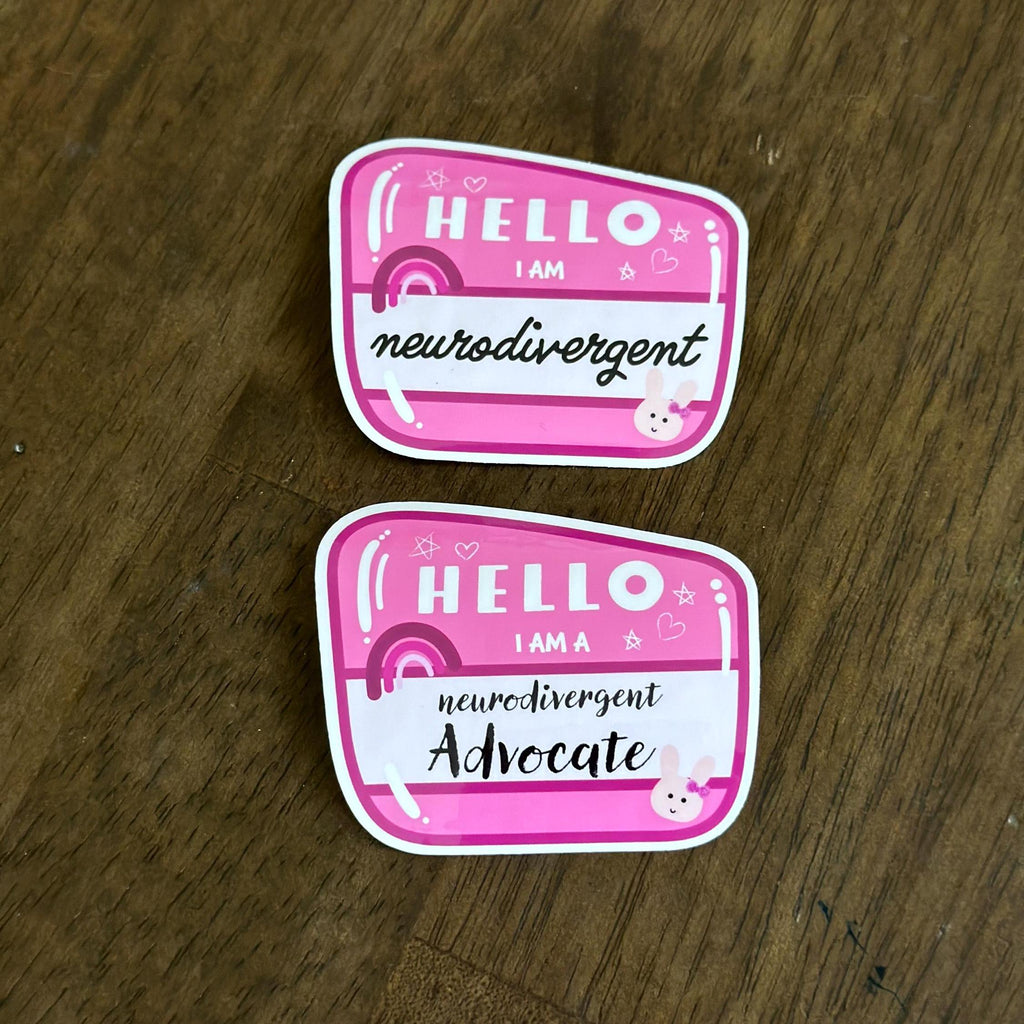 HELLO
I AM
neurodivergent
HELLO
I AM A
neurodivergent
Advocate